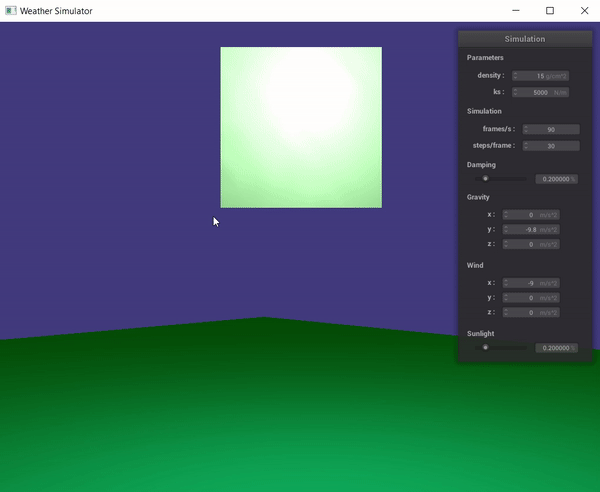 Weather Simulator
Simulation
Parameters
density : 15 g/cm^2
ks : 5000 N/m
Simulation
frames/s : 90
steps/frame : 30
Damping
0.200000 %
Gravity
x : 0 m/s^2
y : -9.8 m/s^2
z : 0 m/s^2
Wind
x : -9 m/s^2
y : 0 m/s^2
z : 0 m/s^2
Sunlight
0.200000 %